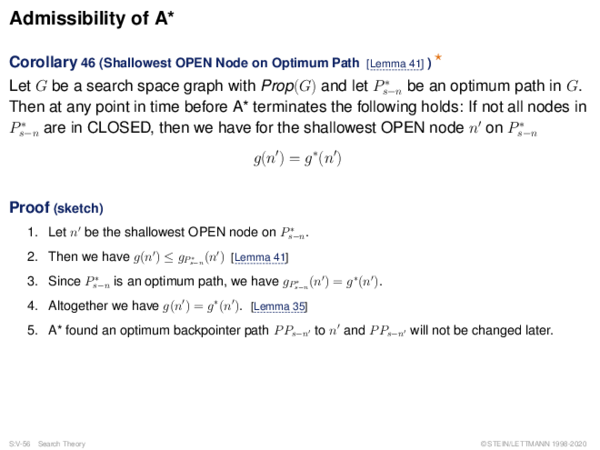 Admissibility of A*
Corollary 46 (Shallowest OPEN Node on Optimum Path [Lemma 41] ) ★
Let G be a search space graph with Prop(G) and let P*ₛ₋ₙ be an optimum path in G.
Then at any point in time before A* terminates the following holds: If not all nodes in
P*ₛ₋ₙ are in CLOSED, then we have for the shallowest OPEN node n′ on P*ₛ₋ₙ
g(n′) = g*(n′)
Proof (sketch)
1. Let n′ be the shallowest OPEN node on P*ₛ₋ₙ.
2. Then we have g(n′) ≤ g_{P*ₛ₋ₙ}(n′) [Lemma 41]
3. Since P*ₛ₋ₙ is an optimum path, we have g_{P*ₛ₋ₙ}(n′) = g*(n′).
4. Altogether we have g(n′) = g*(n′). [Lemma 35]
5. A* found an optimum backpointer path PPₛ₋ₙ′ to n′ and PPₛ₋ₙ′ will not be changed later.
S:V-56 Search Theory
© STEIN/LETTMANN 1998-2020